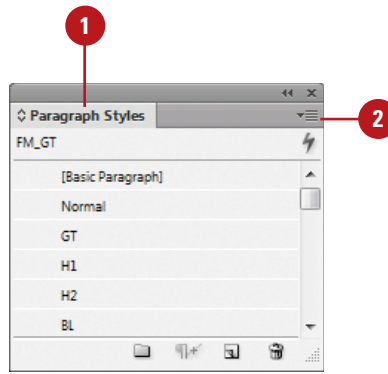 1
Paragraph Styles
2
FM_GT
[Basic Paragraph]
Normal
GT
H1
H2
BL